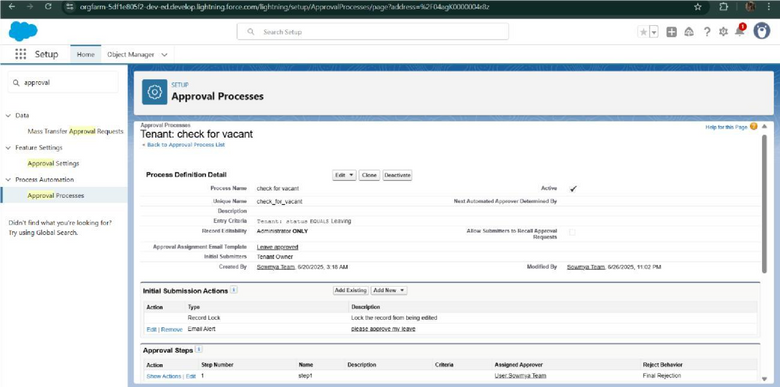 orgfarm-5df1e805f2-dev-ed.develop.lightning.force.com/lightning/setup/ApprovalProcesses/page?address=%2F04agK0000004r8z
Search Setup
Setup
Home
Object Manager
approval
Data
Mass Transfer Approval Requests
Feature Settings
Approval Settings
Process Automation
Approval Processes
Didn't find what you're looking for?
Try using Global Search.
SETUP
Approval Processes
Approval Processes
Tenant: check for vacant
« Back to Approval Process List
Help for this Page
Process Definition Detail
Edit
Clone
Deactivate
Process Name check for vacant Active
Unique Name check_for_vacant Next Automated Approver Determined By
Description
Entry Criteria Tenant: status EQUALS Leaving
Record Editability Administrator ONLY Allow Submitters to Recall Approval Requests
Approval Assignment Email Template Leave approved
Initial Submitters Tenant Owner
Created By Sowmya Team, 6/20/2025, 3:18 AM Modified By Sowmya Team, 6/26/2025, 11:02 PM
Initial Submission Actions
Add Existing
Add New
Action Type Description
Record Lock Lock the record from being edited
Edit | Remove Email Alert please approve my leave
Approval Steps
Action Step Number Name Description Criteria Assigned Approver Reject Behavior
Show Actions | Edit 1 step1 User:Sowmya Team Final Rejection